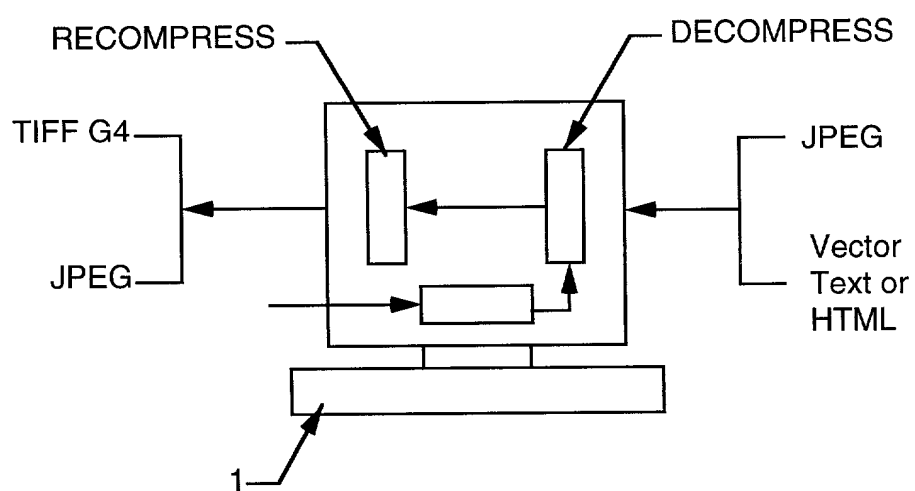 RECOMPRESS
DECOMPRESS
TIFF G4
JPEG
JPEG
Vector
Text or
HTML
1